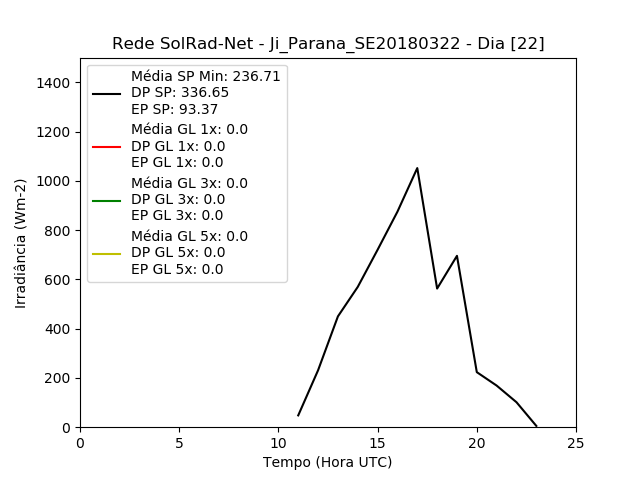 Rede SolRad-Net - Ji_Parana_SE20180322 - Dia [22]
Média SP Min: 236.71
DP SP: 336.65
EP SP: 93.37
Média GL 1x: 0.0
DP GL 1x: 0.0
EP GL 1x: 0.0
Média GL 3x: 0.0
DP GL 3x: 0.0
EP GL 3x: 0.0
Média GL 5x: 0.0
DP GL 5x: 0.0
EP GL 5x: 0.0
Irradiância (Wm-2)
1400
1200
1000
800
600
400
200
0
0 5 10 15 20 25
Tempo (Hora UTC)